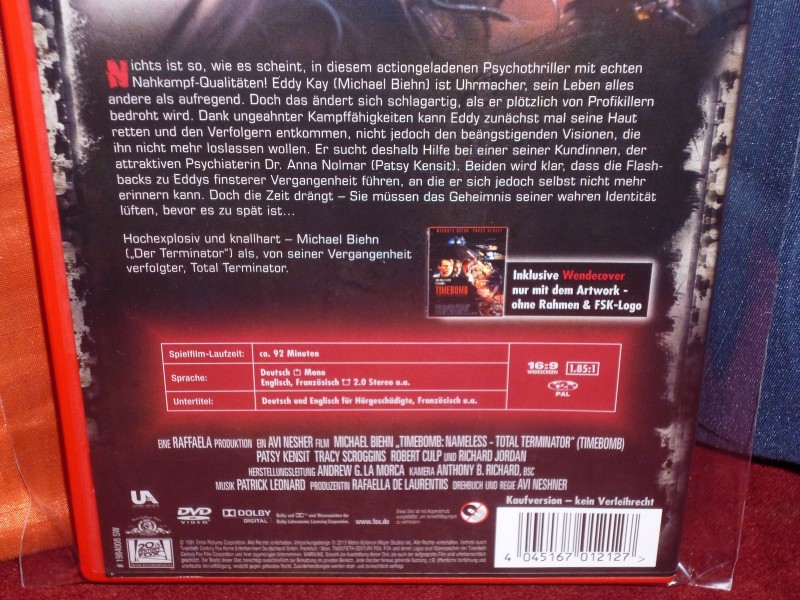 Nichts ist so, wie es scheint, in diesem actiongeladenen Psychothriller mit echten
Nahkampf-Qualitäten! Eddy Kay (Michael Biehn) ist Uhrmacher, sein Leben alles
andere als aufregend. Doch das ändert sich schlagartig, als er plötzlich von Profikillern
bedroht wird. Dank ungeahnter Kampffähigkeiten kann Eddy zunächst mal seine Haut
retten und den Verfolgern entkommen, nicht jedoch den beängstigenden Visionen, die
ihn nicht mehr loslassen wollen. Er sucht deshalb Hilfe bei einer seiner Kundinnen, der
attraktiven Psychiaterin Dr. Anna Nolmar (Patsy Kensit). Beiden wird klar, dass die Flash-
backs zu Eddys finsterer Vergangenheit führen, an die er sich jedoch selbst nicht mehr
erinnern kann. Doch die Zeit drängt – Sie müssen das Geheimnis seiner wahren Identität
lüften, bevor es zu spät ist...
Hochexplosiv und knallhart – Michael Biehn
(„Der Terminator“) als, von seiner Vergangenheit
verfolgter, Total Terminator.
MICHAEL BIEHN PATSY KENSIT
TIMEBOMB
Inklusive Wendecover
nur mit dem Artwork -
ohne Rahmen & FSK-Logo
Spielfilm-Laufzeit: ca. 92 Minuten
Sprache: Deutsch Mono
Englisch, Französisch 2.0 Stereo u.a.
Untertitel: Deutsch und Englisch für Hörgeschädigte, Französisch u.a.
16:9 WIDESCREEN 1.85:1
2 PAL
EINE RAFFAELA PRODUKTION EIN AVI NESHER FILM MICHAEL BIEHN „TIMEBOMB: NAMELESS - TOTAL TERMINATOR“ (TIMEBOMB)
PATSY KENSIT TRACY SCROGGINS ROBERT CULP UND RICHARD JORDAN
HERSTELLUNGSLEITUNG ANDREW G. LA MORCA KAMERA ANTHONY B. RICHARD, BSC
MUSIK PATRICK LEONARD PRODUZENTIN RAFAELLA DE LAURENTIIS DREHBUCH UND REGIE AVI NESHNER
Kaufversion – kein Verleihrecht
UA
DVD VIDEO
DOLBY DIGITAL
www.fox.de
4 045167 012127 >